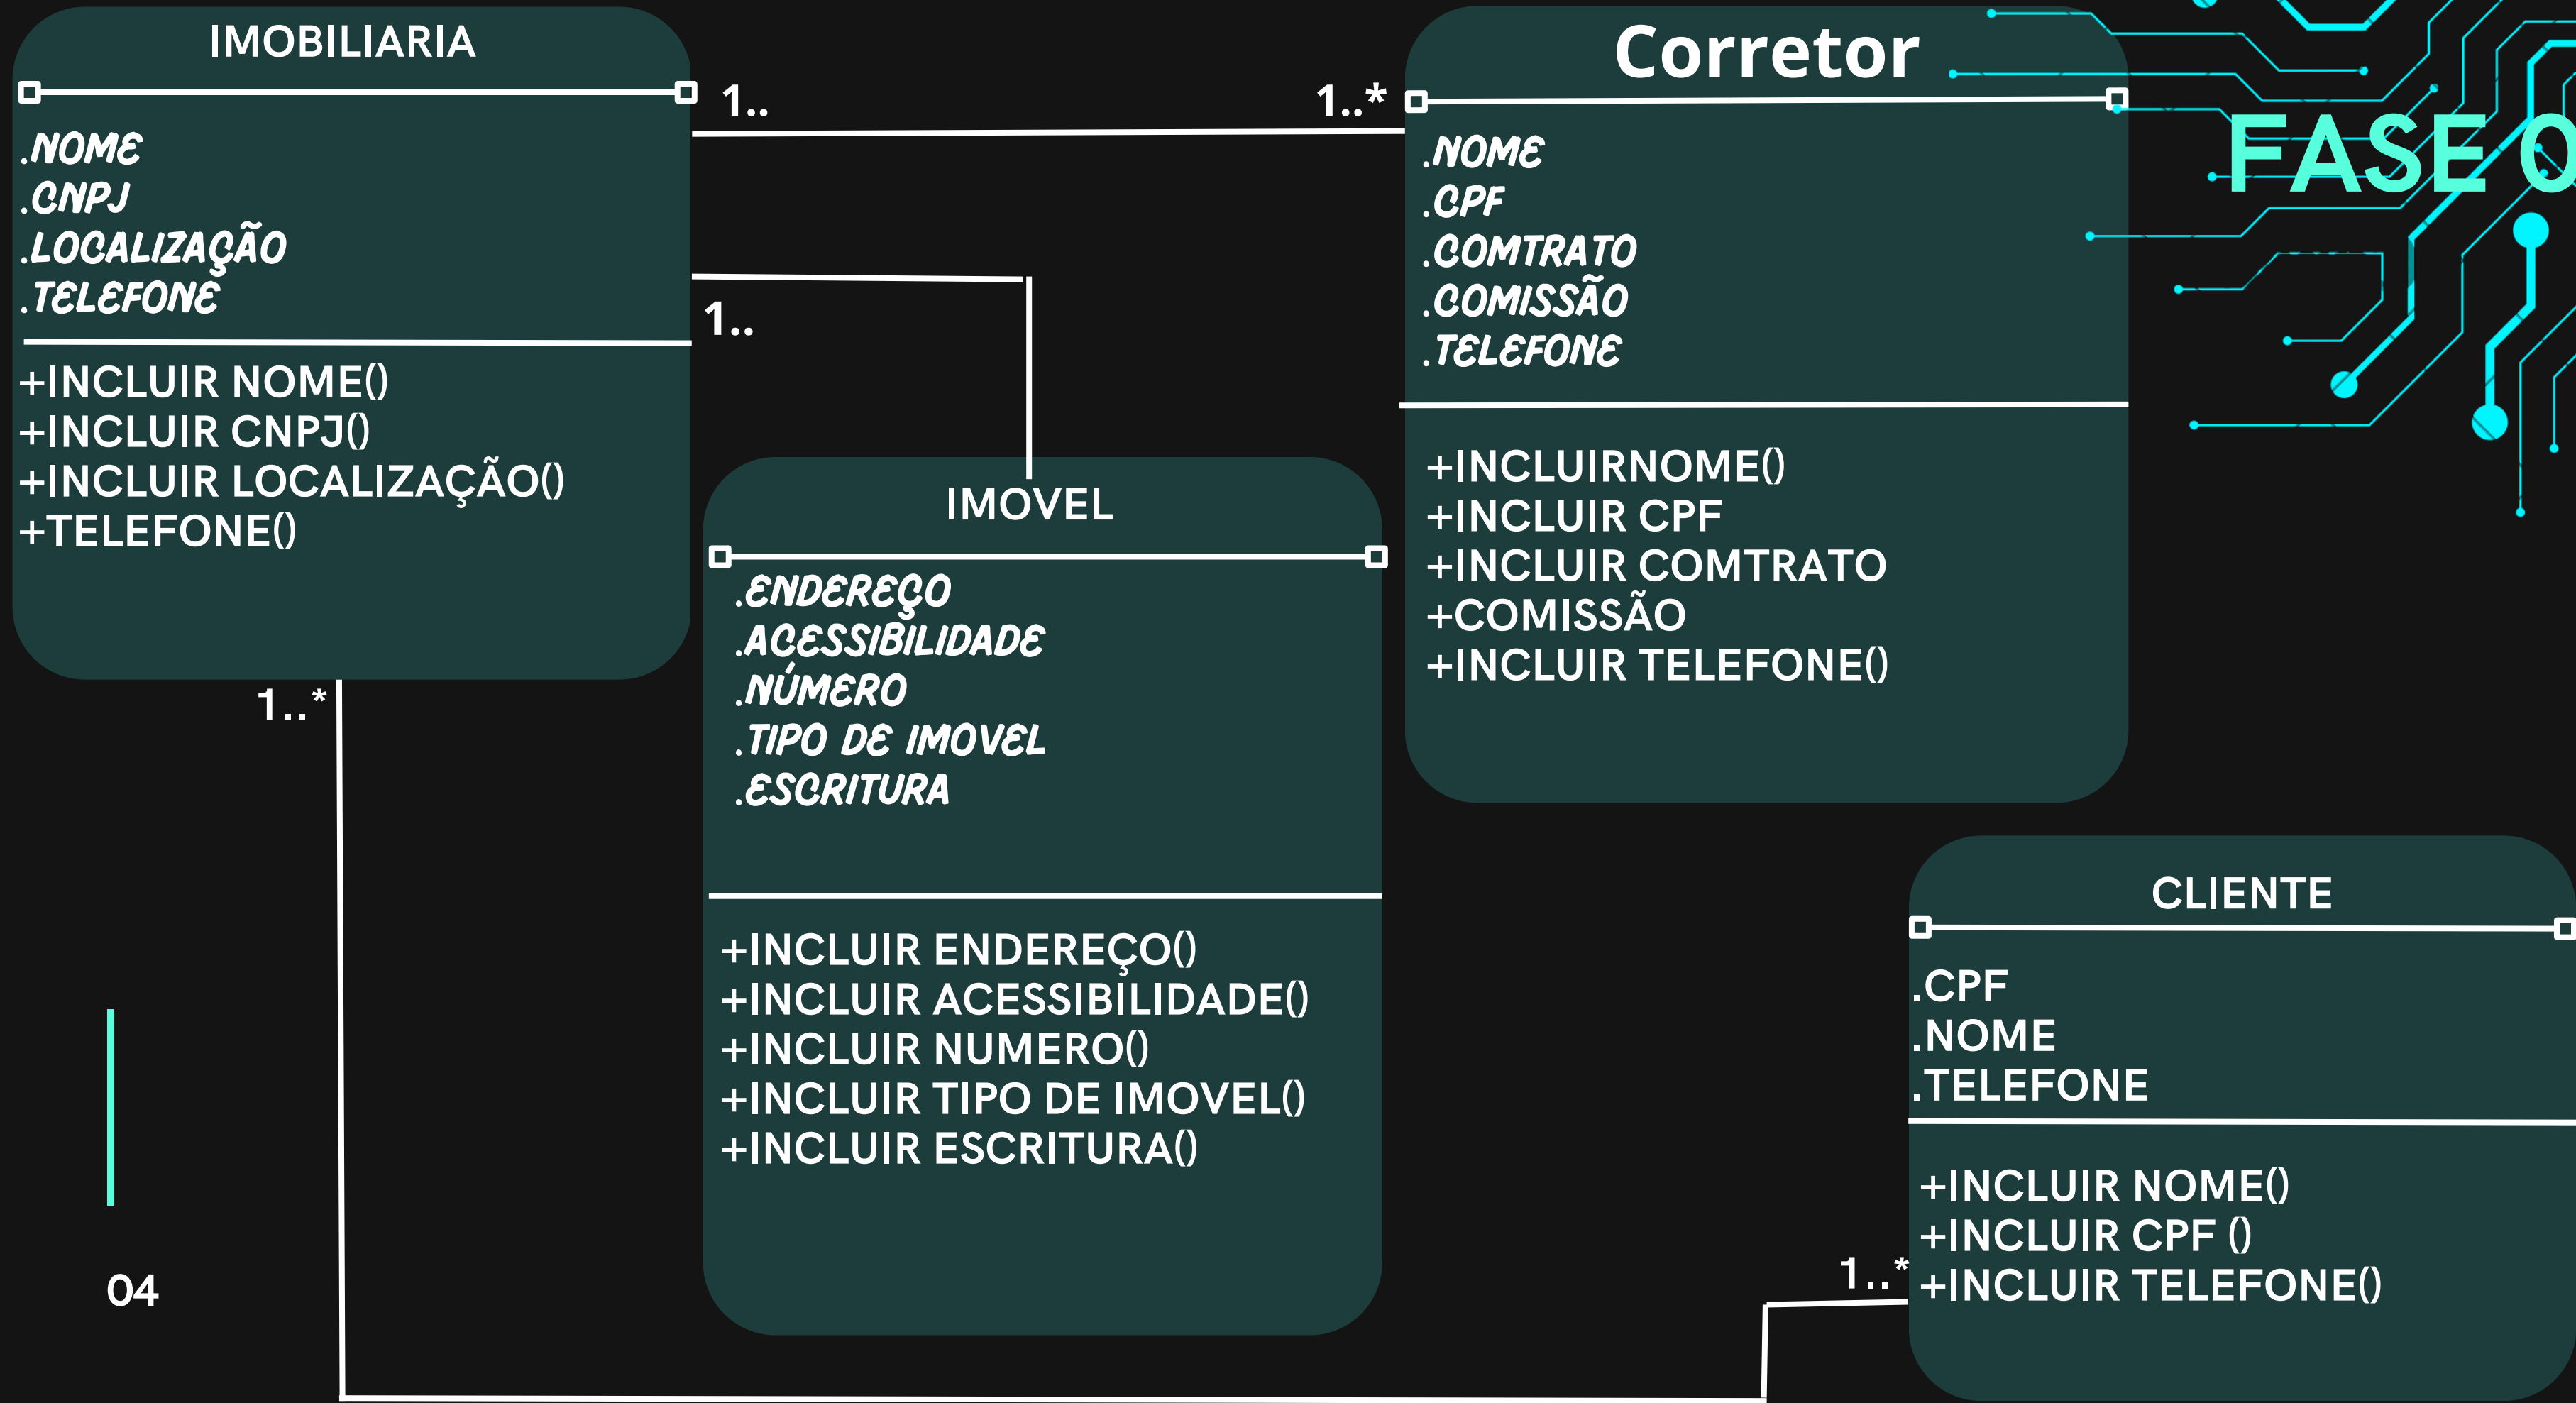 IMOBILIARIA
.NOME
.CNPJ
.LOCALIZAÇÃO
.TELEFONE
+INCLUIR NOME()
+INCLUIR CNPJ()
+INCLUIR LOCALIZAÇÃO()
+TELEFONE()
1..
1..*
1..
1..*
Corretor
.NOME
.CPF
.COMTRATO
.COMISSÃO
.TELEFONE
+INCLUIRNOME()
+INCLUIR CPF
+INCLUIR COMTRATO
+COMISSÃO
+INCLUIR TELEFONE()
FASE 0
IMOVEL
.ENDEREÇO
.ACESSIBILIDADE
.NÚMERO
.TIPO DE IMOVEL
.ESCRITURA
+INCLUIR ENDEREÇO()
+INCLUIR ACESSIBILIDADE()
+INCLUIR NUMERO()
+INCLUIR TIPO DE IMOVEL()
+INCLUIR ESCRITURA()
CLIENTE
.CPF
.NOME
.TELEFONE
+INCLUIR NOME()
+INCLUIR CPF ()
+INCLUIR TELEFONE()
1..*
04